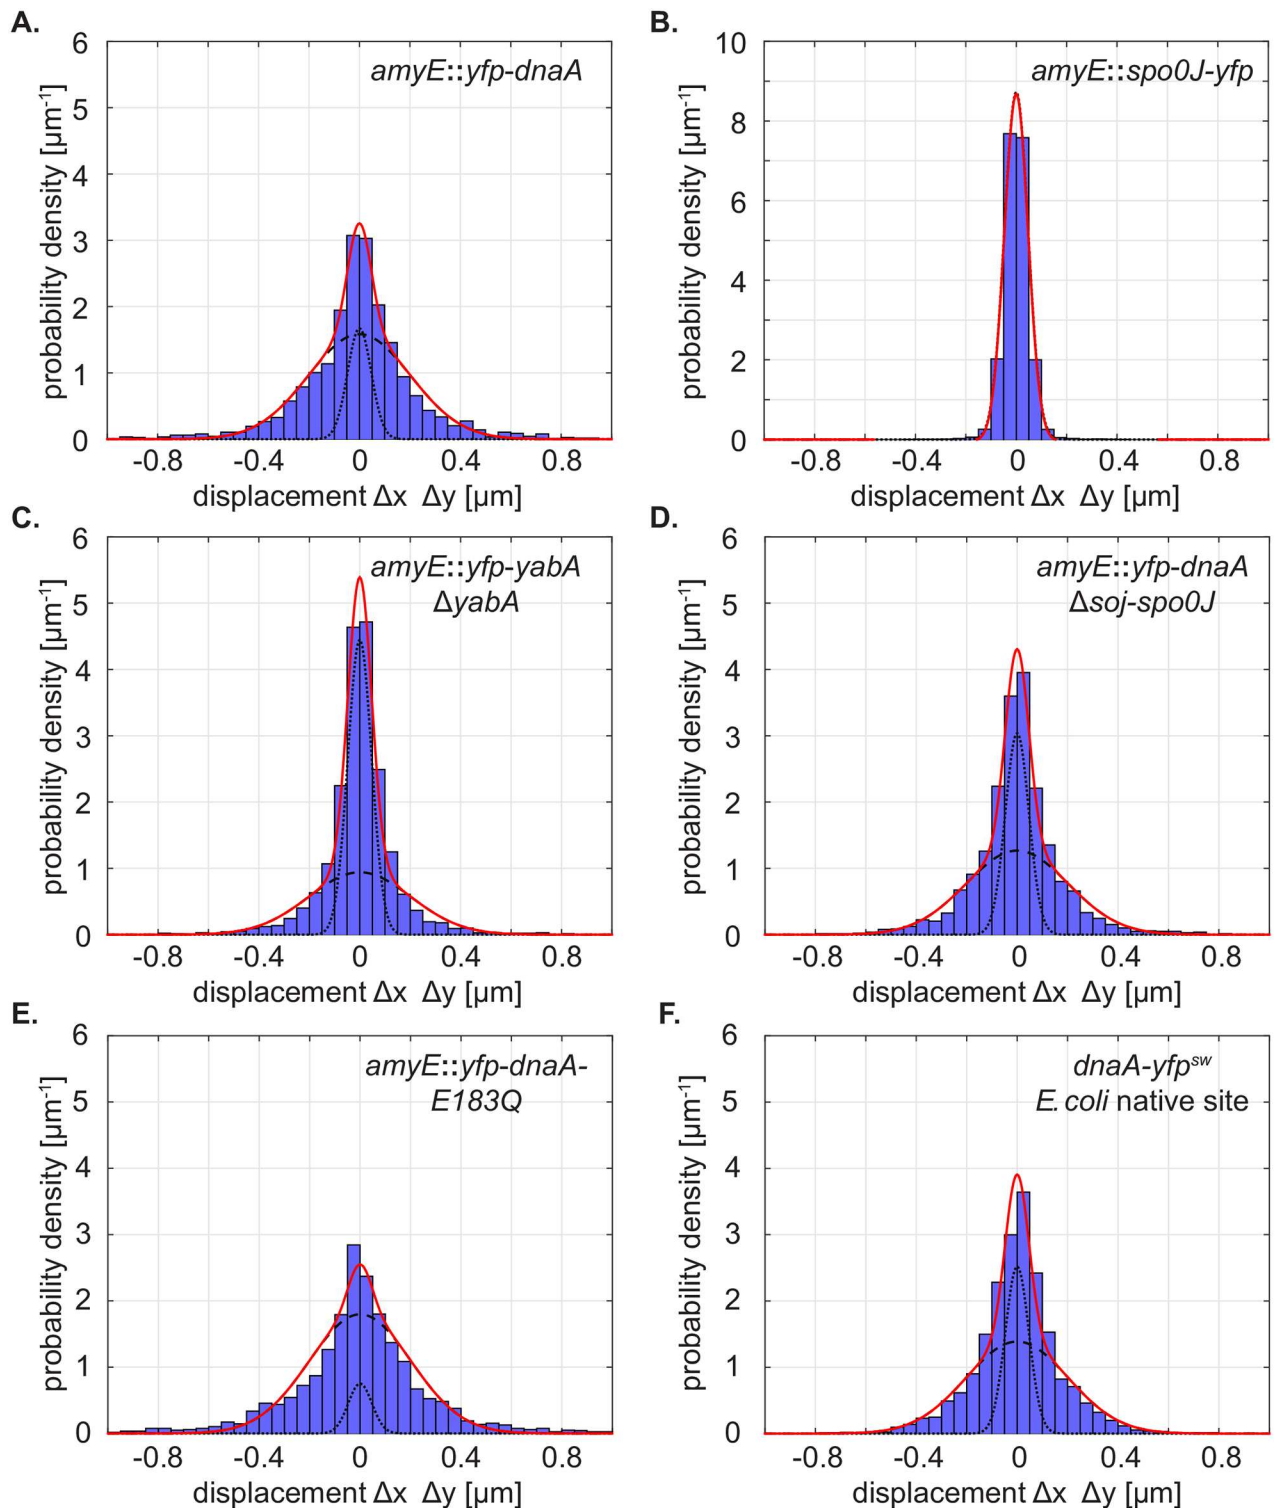 A.
amyE::yfp-dnaA
probability density [µm⁻¹]
6
5
4
3
2
1
0
-0.8 -0.4 0 0.4 0.8
displacement Δx Δy [µm]
B.
amyE::spo0J-yfp
probability density [µm⁻¹]
10
8
6
4
2
0
-0.8 -0.4 0 0.4 0.8
displacement Δx Δy [µm]
C.
amyE::yfp-yabA
ΔyabA
probability density [µm⁻¹]
6
5
4
3
2
1
0
-0.8 -0.4 0 0.4 0.8
displacement Δx Δy [µm]
D.
amyE::yfp-dnaA
Δsoj-spo0J
probability density [µm⁻¹]
6
5
4
3
2
1
0
-0.8 -0.4 0 0.4 0.8
displacement Δx Δy [µm]
E.
amyE::yfp-dnaA-
E183Q
probability density [µm⁻¹]
6
5
4
3
2
1
0
-0.8 -0.4 0 0.4 0.8
displacement Δx Δy [µm]
F.
dnaA-yfpˢʷ
E. coli native site
probability density [µm⁻¹]
6
5
4
3
2
1
0
-0.8 -0.4 0 0.4 0.8
displacement Δx Δy [µm]